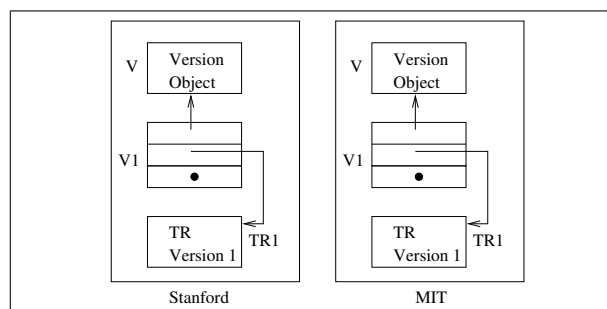 V
Version
Object
V1
TR
Version 1
TR1
Stanford
V
Version
Object
V1
TR
Version 1
TR1
MIT